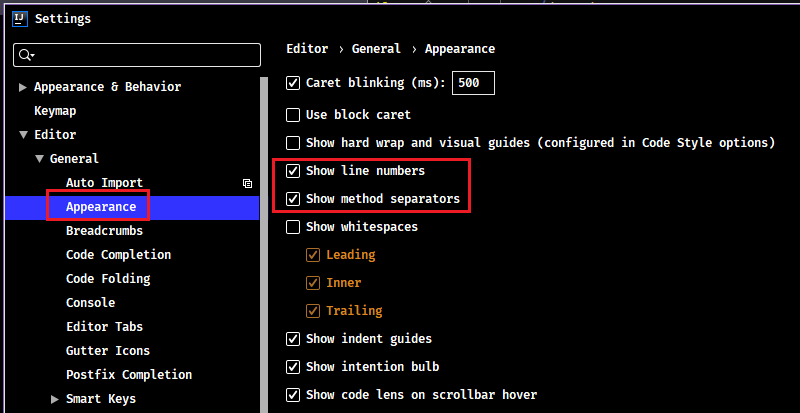 IJ Settings
Appearance & Behavior
Keymap
Editor
General
Auto Import
Appearance
Breadcrumbs
Code Completion
Code Folding
Console
Editor Tabs
Gutter Icons
Postfix Completion
Smart Keys
Editor › General › Appearance
Caret blinking (ms): 500
Use block caret
Show hard wrap and visual guides (configured in Code Style options)
Show line numbers
Show method separators
Show whitespaces
Leading
Inner
Trailing
Show indent guides
Show intention bulb
Show code lens on scrollbar hover